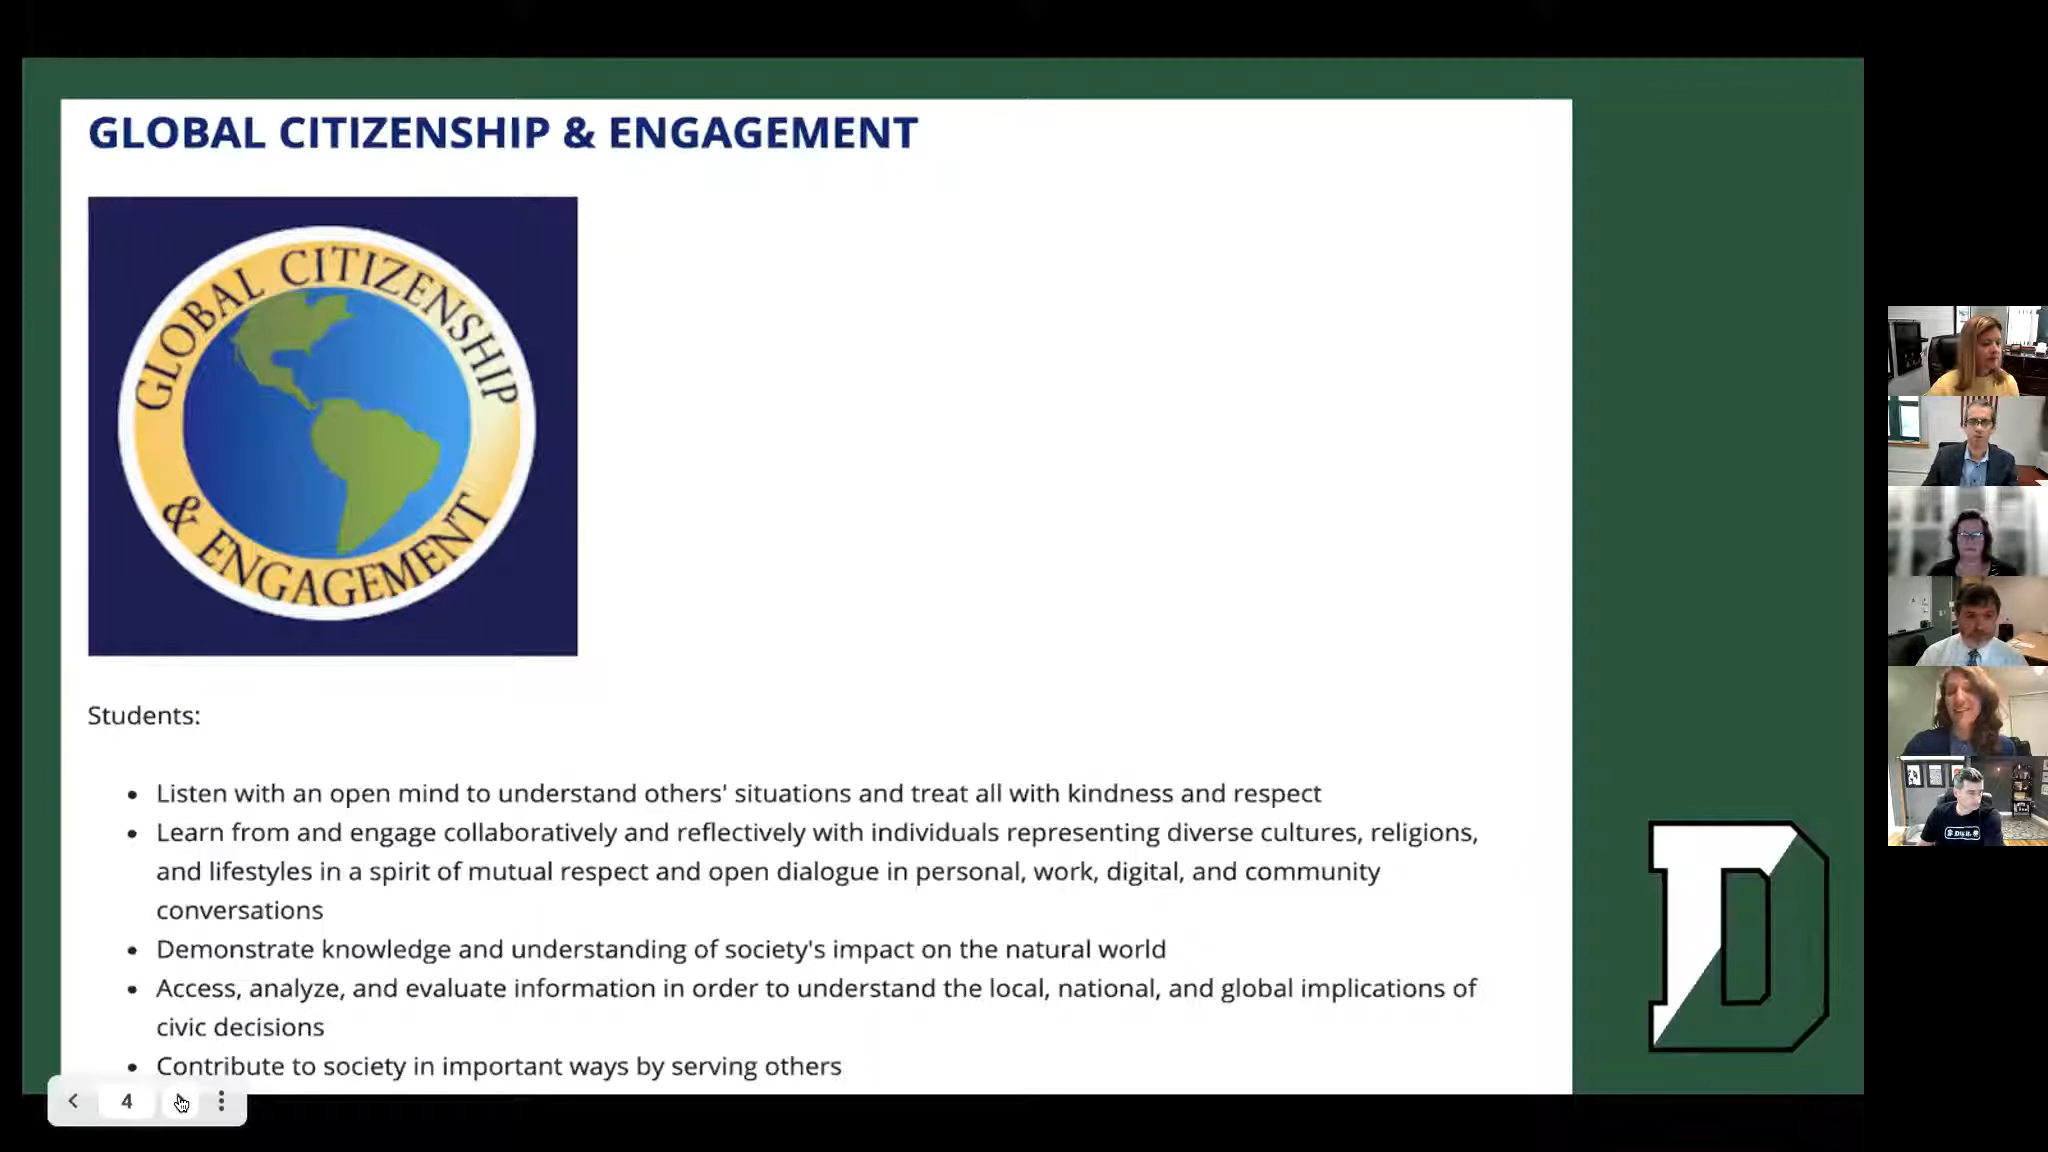 GLOBAL CITIZENSHIP & ENGAGEMENT
GLOBAL CITIZENSHIP
& ENGAGEMENT
Students:
• Listen with an open mind to understand others' situations and treat all with kindness and respect
• Learn from and engage collaboratively and reflectively with individuals representing diverse cultures, religions,
and lifestyles in a spirit of mutual respect and open dialogue in personal, work, digital, and community
conversations
• Demonstrate knowledge and understanding of society's impact on the natural world
• Access, analyze, and evaluate information in order to understand the local, national, and global implications of
civic decisions
• Contribute to society in important ways by serving others
D
4